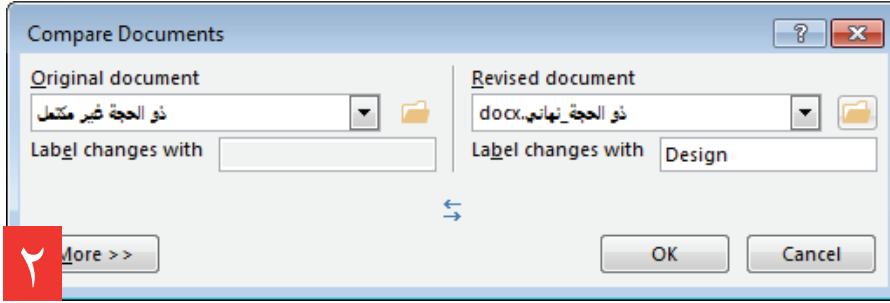 Compare Documents
Original document
ذو الحجة غير مكتمل
Label changes with
Revised document
ذو الحجة_نهائي.docx
Label changes with
Design
More >>
OK
Cancel
٢